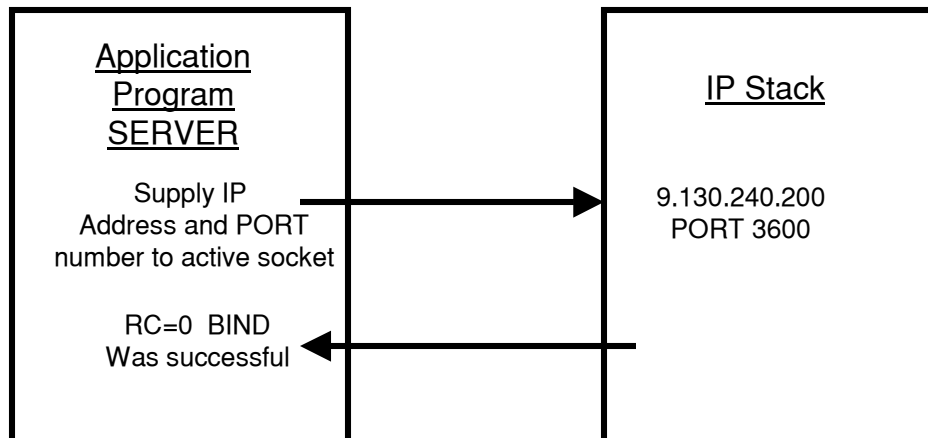 Application
Program
SERVER
Supply IP
Address and PORT
number to active socket
RC=0 BIND
Was successful
IP Stack
9.130.240.200
PORT 3600